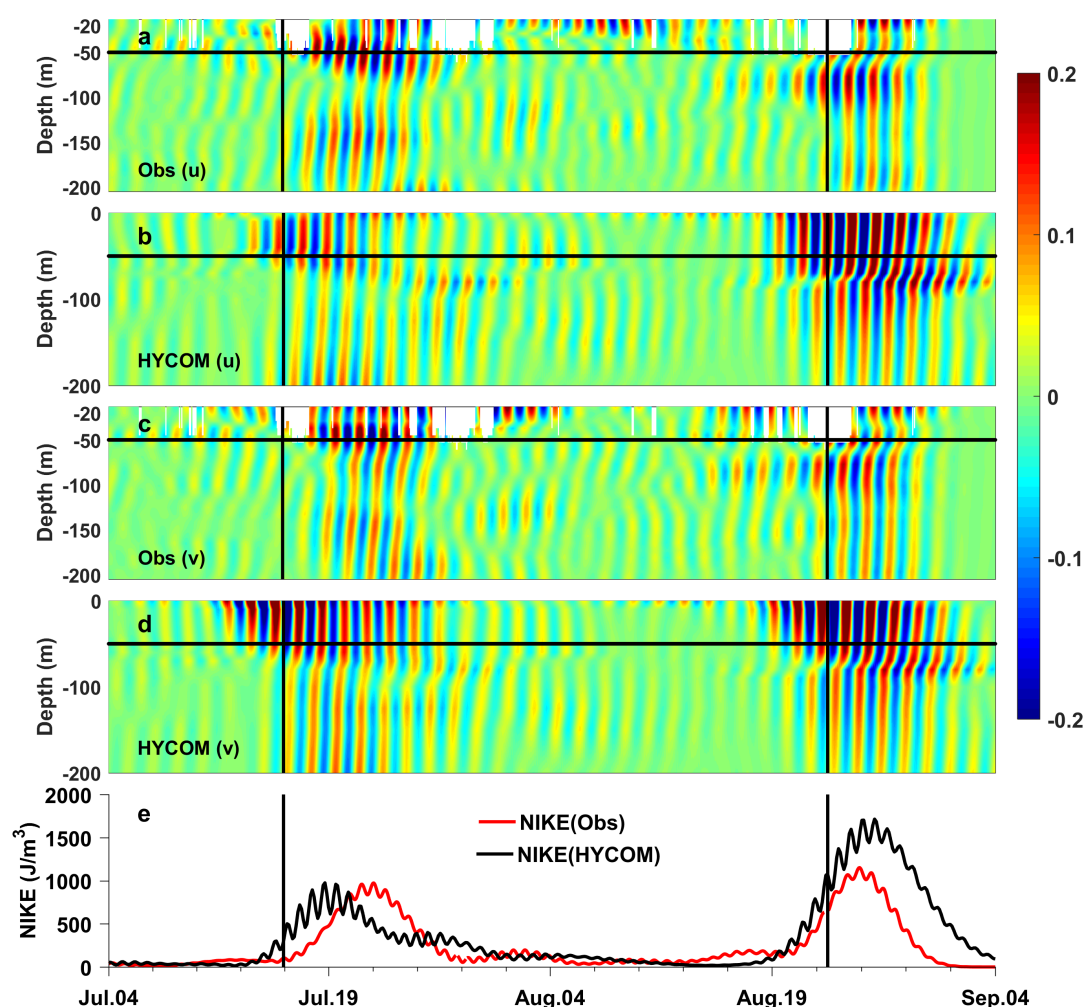 a
-20
-50
-100
-150
-200
Depth (m)
Obs (u)
b
0
-100
-200
Depth (m)
HYCOM (u)
c
-20
-50
-100
-150
-200
Depth (m)
Obs (v)
d
0
-100
-200
Depth (m)
HYCOM (v)
0.2
0.1
0
-0.1
-0.2
e
2000
1500
1000
500
0
NIKE (J/m³)
NIKE(Obs)
NIKE(HYCOM)
Jul.04 Jul.19 Aug.04 Aug.19 Sep.04